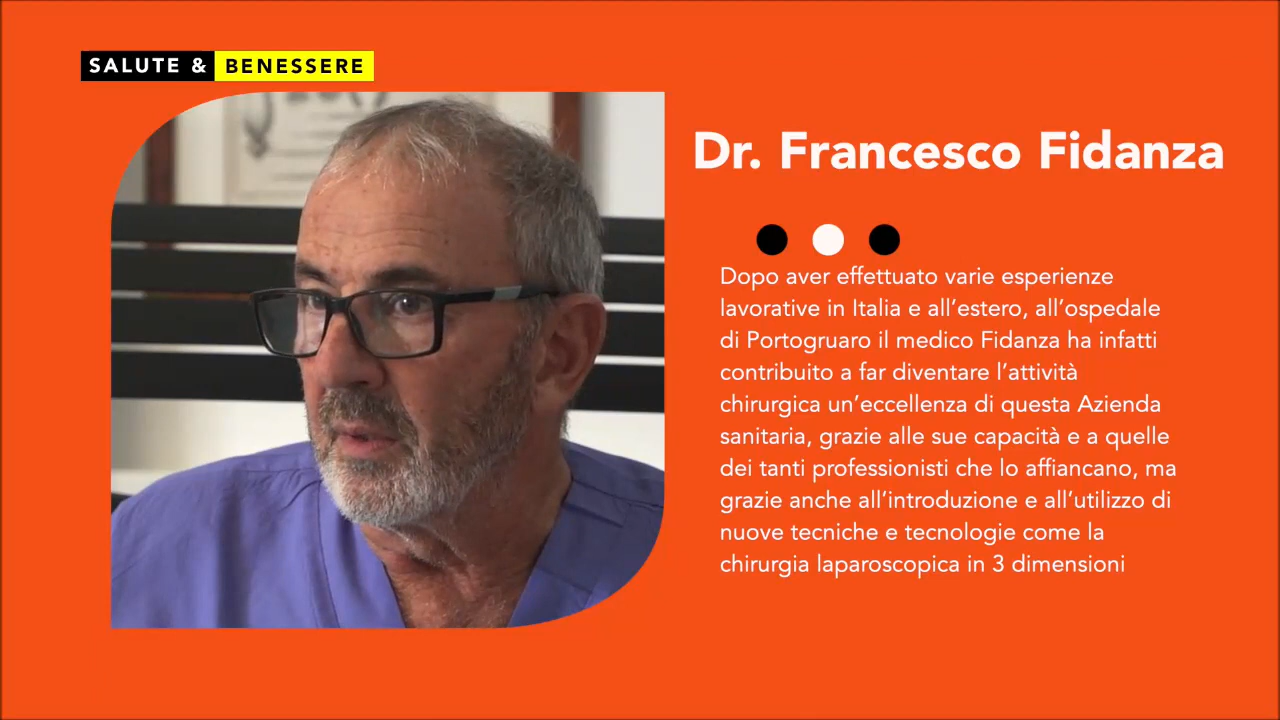 SALUTE & BENESSERE
Dr. Francesco Fidanza
Dopo aver effettuato varie esperienze
lavorative in Italia e all’estero, all’ospedale
di Portogruaro il medico Fidanza ha infatti
contribuito a far diventare l’attività
chirurgica un’eccellenza di questa Azienda
sanitaria, grazie alle sue capacità e a quelle
dei tanti professionisti che lo affiancano, ma
grazie anche all’introduzione e all’utilizzo di
nuove tecniche e tecnologie come la
chirurgia laparoscopica in 3 dimensioni